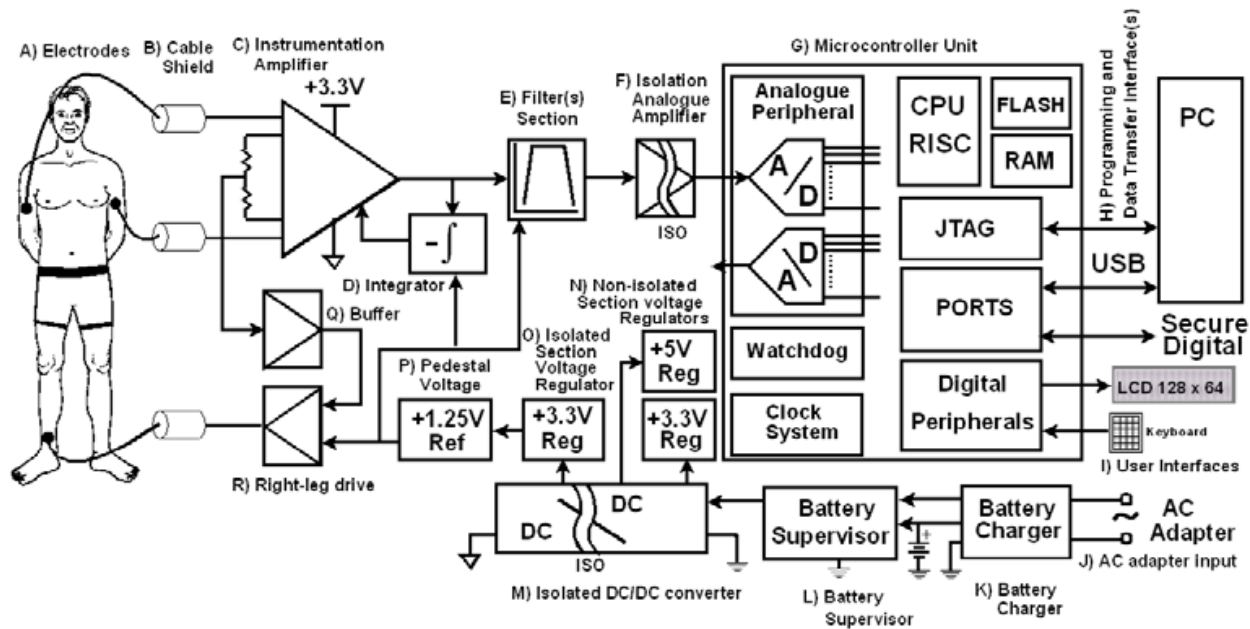 A) Electrodes
B) Cable
Shield
C) Instrumentation
Amplifier
+3.3V
D) Integrator
-∫
E) Filter(s)
Section
F) Isolation
Analogue
Amplifier
ISO
G) Microcontroller Unit
Analogue
Peripheral
A/D
D/A
Watchdog
Clock
System
CPU
RISC
FLASH
RAM
JTAG
PORTS
Digital
Peripherals
H) Programming and
Data Transfer Interface(s)
PC
USB
Secure
Digital
LCD 128 x 64
Keyboard
I) User Interfaces
Q) Buffer
R) Right-leg drive
P) Pedestal
Voltage
+1.25V
Ref
O) Isolated
Section
Voltage
Regulator
+3.3V
Reg
N) Non-isolated
Section voltage
Regulators
+5V
Reg
+3.3V
Reg
DC
DC
ISO
M) Isolated DC/DC converter
Battery
Supervisor
L) Battery
Supervisor
Battery
Charger
K) Battery
Charger
+
AC
~
Adapter
J) AC adapter input